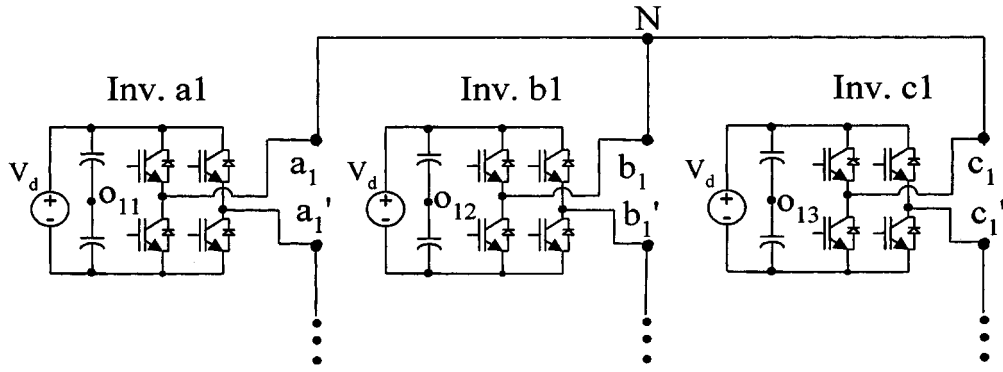 N
Inv. a1
Inv. b1
Inv. c1
V_d
o_11
a_1
a_1'
V_d
o_12
b_1
b_1'
V_d
o_13
c_1
c_1'